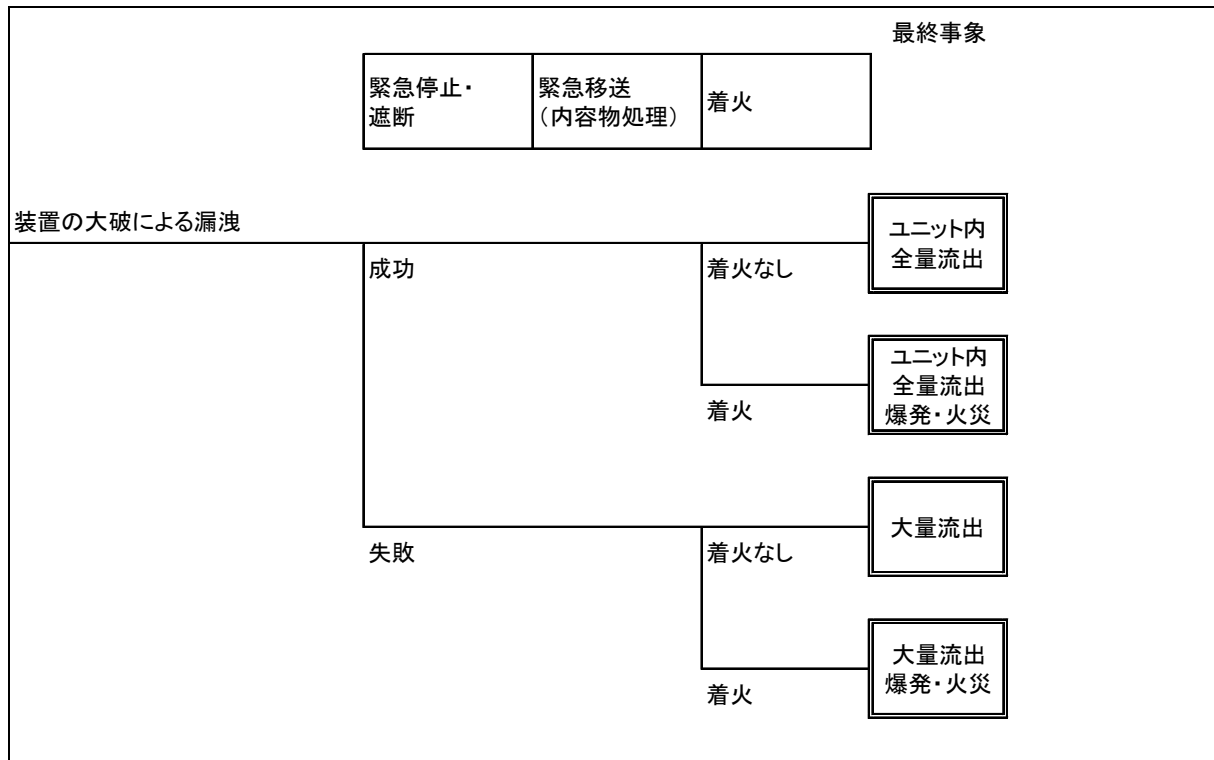 最終事象
緊急停止・
遮断
緊急移送
（内容物処理）
着火
装置の大破による漏洩
成功
着火なし
ユニット内
全量流出
着火
ユニット内
全量流出
爆発・火災
失敗
着火なし
大量流出
着火
大量流出
爆発・火災